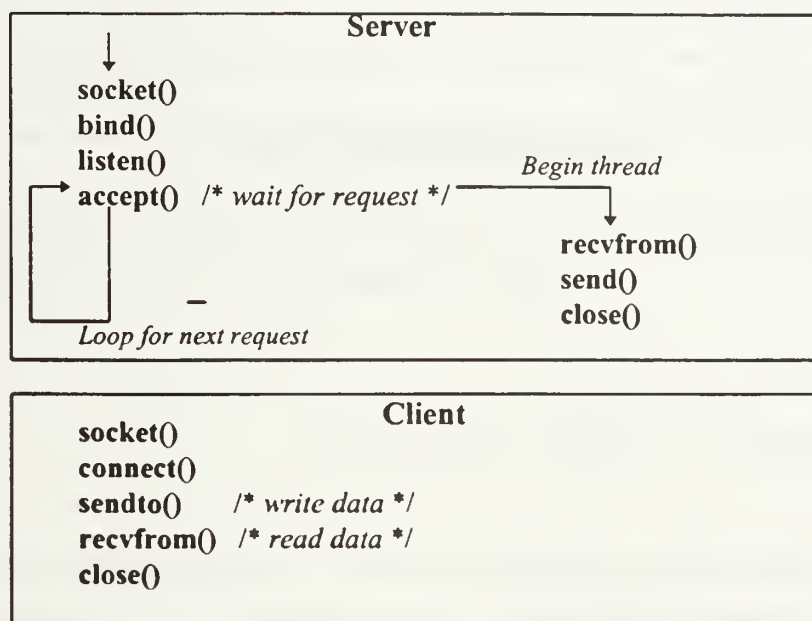 Server
socket()
bind()
listen()
accept() /* wait for request */
Begin thread
recvfrom()
send()
close()
Loop for next request
Client
socket()
connect()
sendto() /* write data */
recvfrom() /* read data */
close()